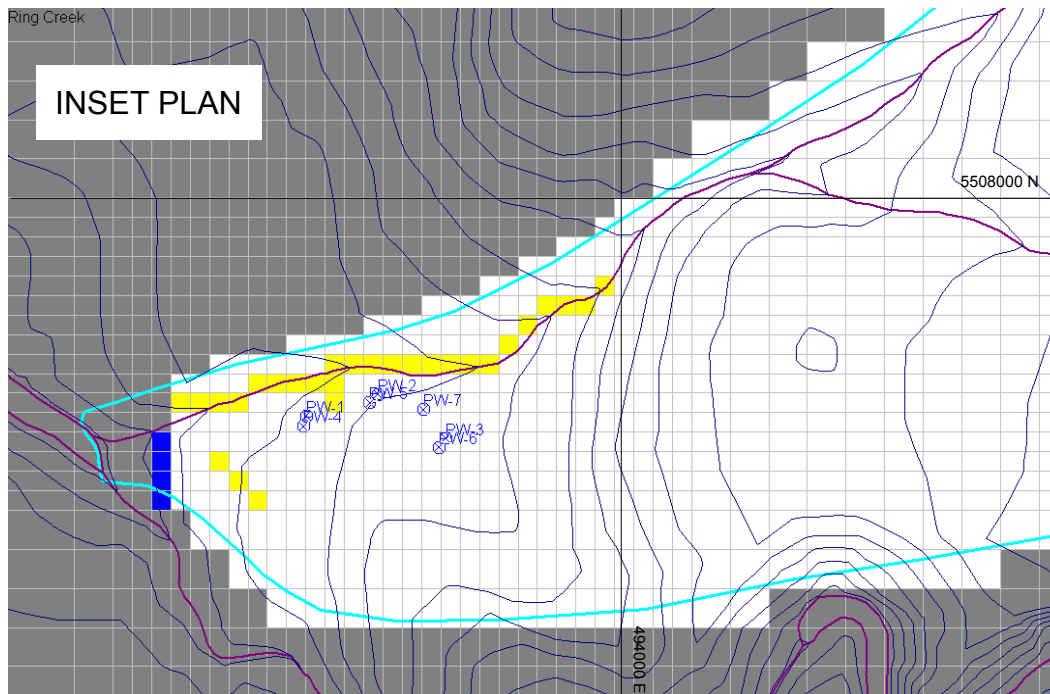 Ring Creek
INSET PLAN
5508000 N
PW-2
PW-5
PW-7
PW-1
PW-4
PW-3
PW-6
494000 E